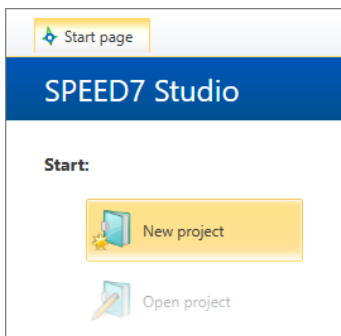 Start page
SPEED7 Studio
Start:
New project
Open project